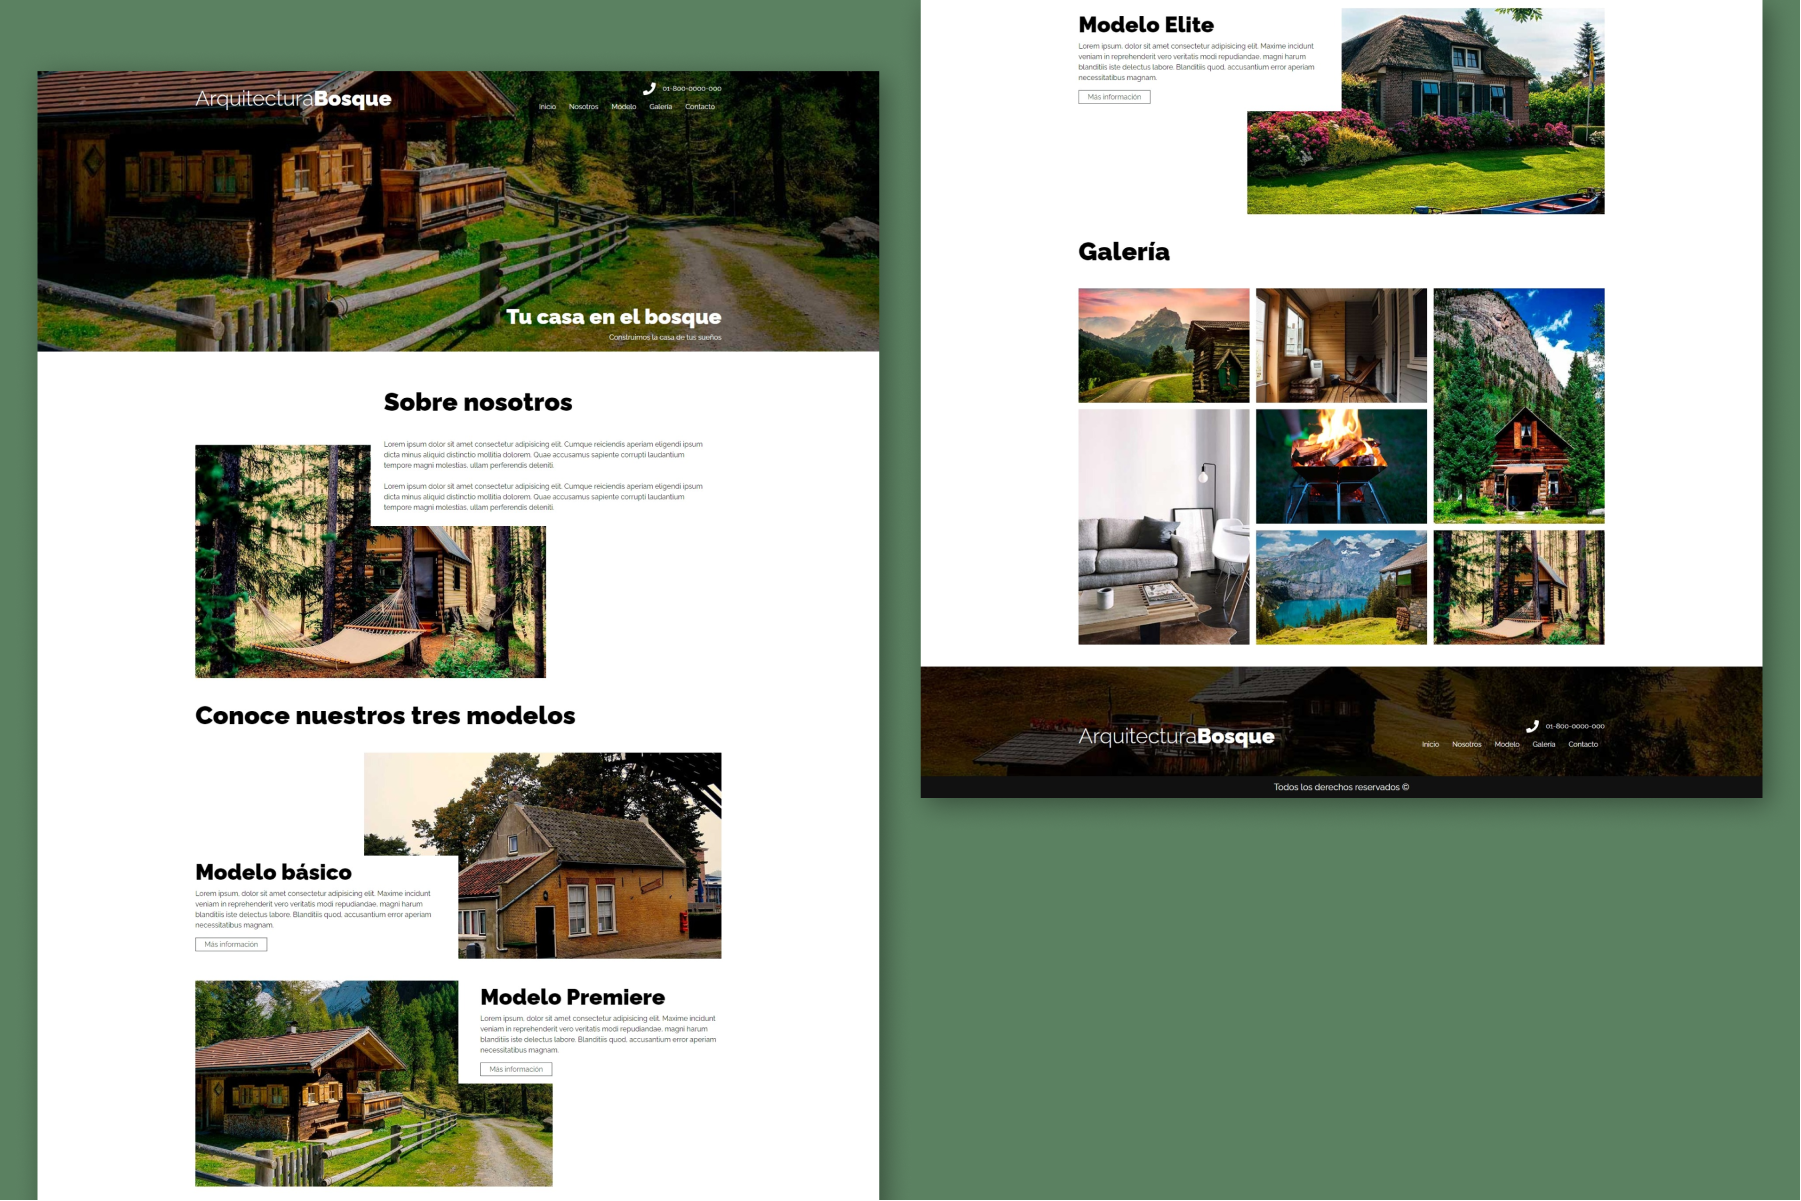 ArquitecturaBosque
01-800-0000-000
Inicio Nosotros Modelo Galería Contacto
Tu casa en el bosque
Construimos la casa de tus sueños
Sobre nosotros
Lorem ipsum dolor sit amet consectetur adipisicing elit. Cumque reiciendis aperiam eligendi ipsum
dicta minus aliquid distinctio mollitia dolorem. Quae accusamus sapiente corrupti laudantium
tempore magni molestias, ullam perferendis deleniti.
Lorem ipsum dolor sit amet consectetur adipisicing elit. Cumque reiciendis aperiam eligendi ipsum
dicta minus aliquid distinctio mollitia dolorem. Quae accusamus sapiente corrupti laudantium
tempore magni molestias, ullam perferendis deleniti.
Conoce nuestros tres modelos
Modelo básico
Lorem ipsum, dolor sit amet consectetur adipisicing elit. Maxime incidunt
veniam in reprehenderit vero veritatis modi repudiandae, magni harum
blanditiis iste delectus labore. Blanditiis quod, accusantium error aperiam
necessitatibus magnam.
Más información
Modelo Premiere
Lorem ipsum, dolor sit amet consectetur adipisicing elit. Maxime incidunt
veniam in reprehenderit vero veritatis modi repudiandae, magni harum
blanditiis iste delectus labore. Blanditiis quod, accusantium error aperiam
necessitatibus magnam.
Más información
Modelo Elite
Lorem ipsum, dolor sit amet consectetur adipisicing elit. Maxime incidunt
veniam in reprehenderit vero veritatis modi repudiandae, magni harum
blanditiis iste delectus labore. Blanditiis quod, accusantium error aperiam
necessitatibus magnam.
Más información
Galería
ArquitecturaBosque
01-800-0000-000
Inicio Nosotros Modelo Galería Contacto
Todos los derechos reservados ©